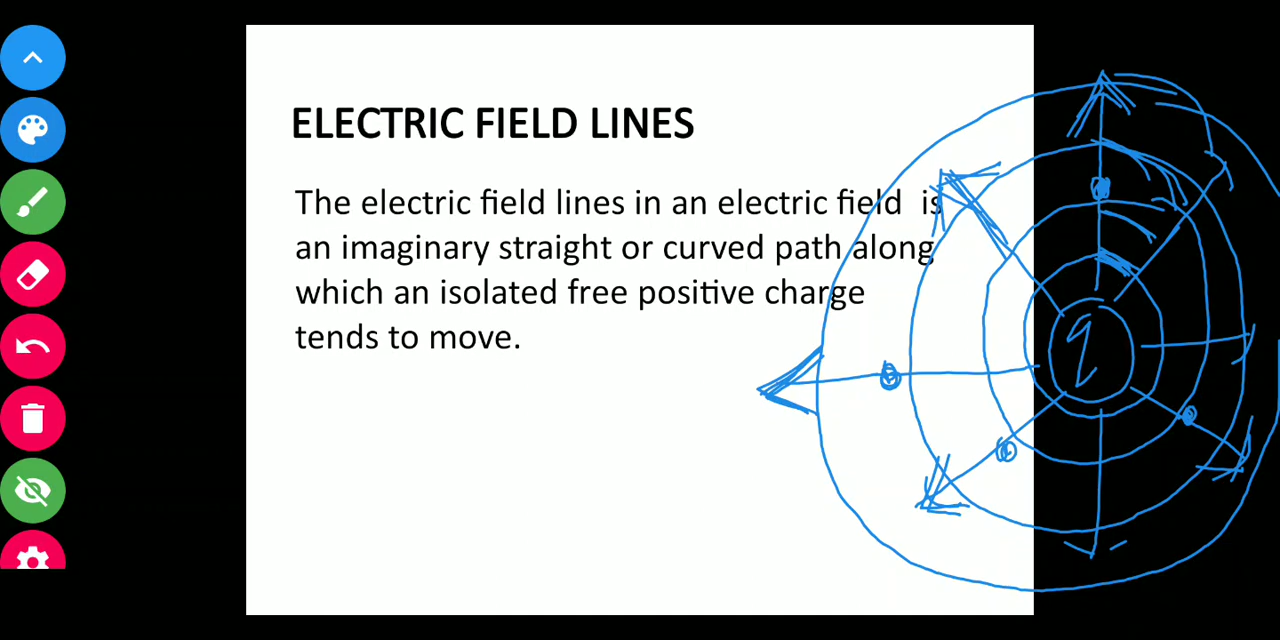 ELECTRIC FIELD LINES
The electric field lines in an electric field is
an imaginary straight or curved path along
which an isolated free positive charge
tends to move.
q